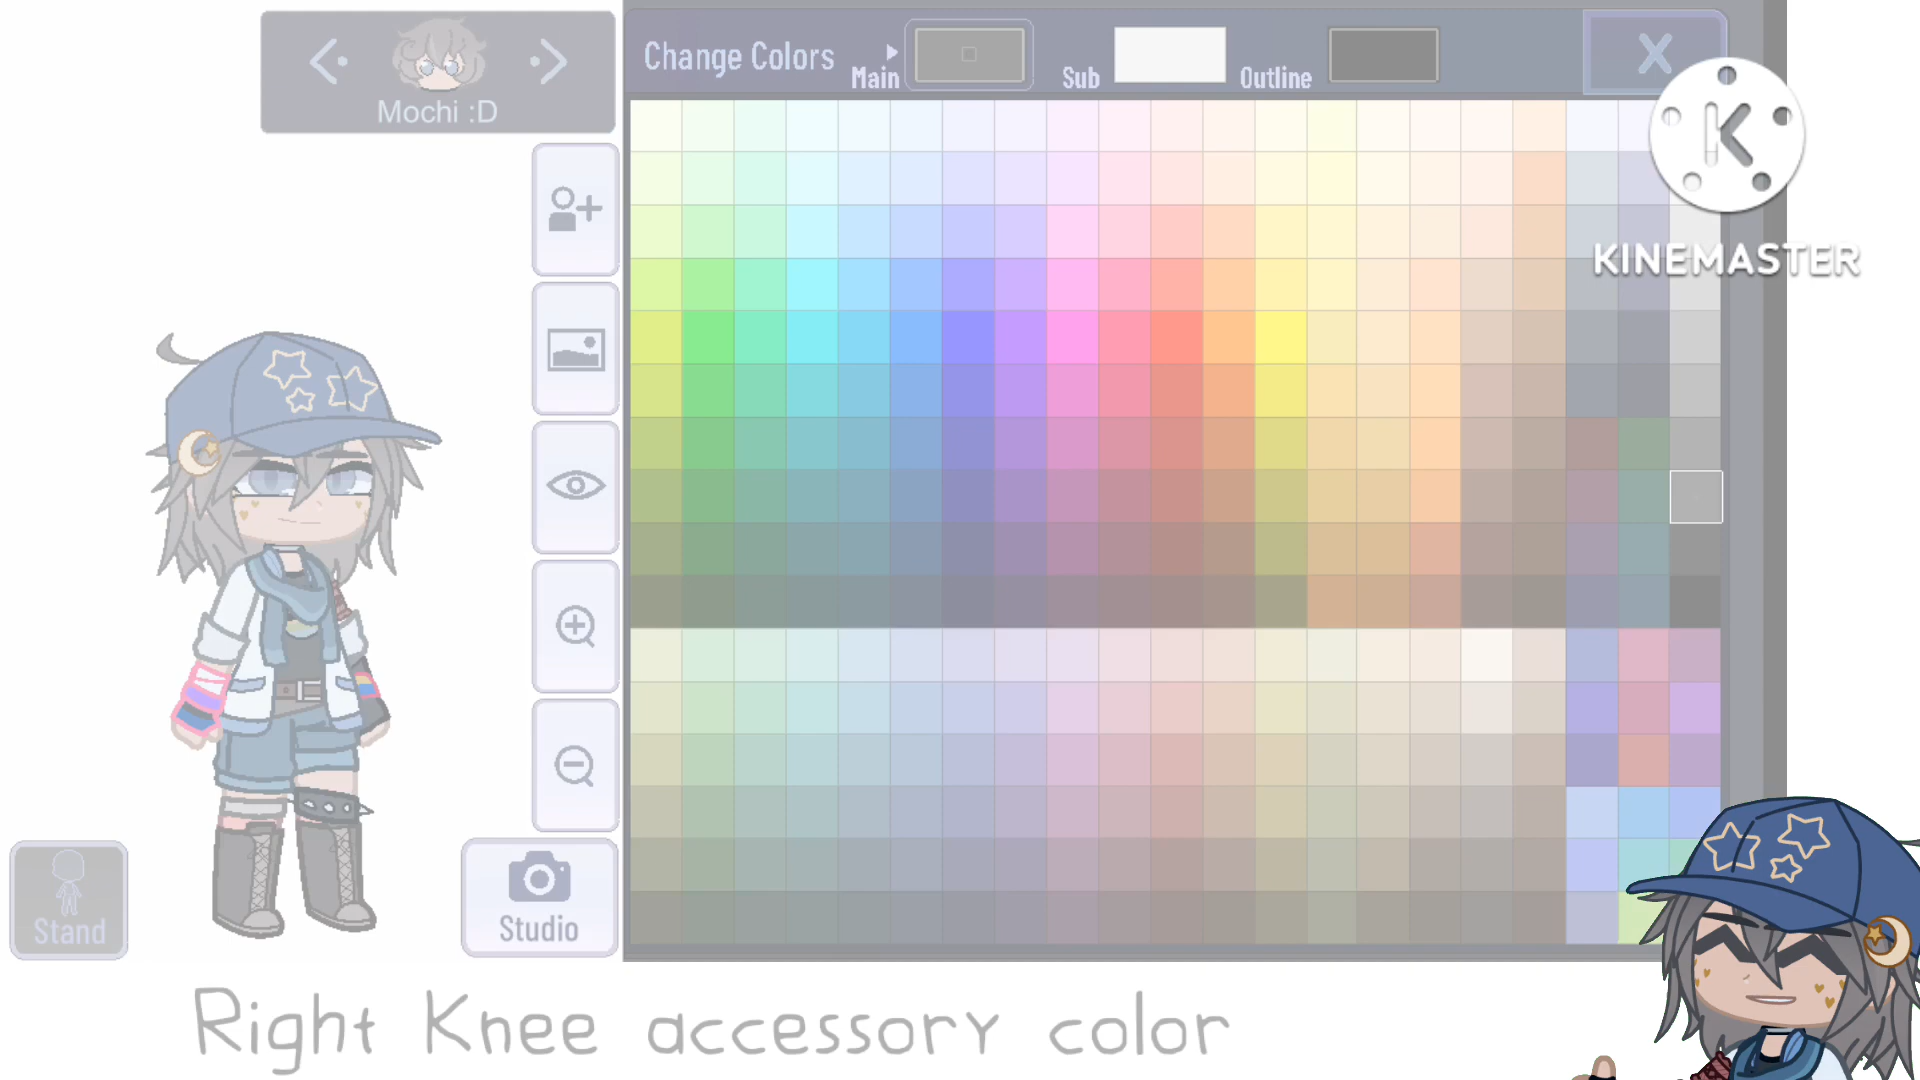 Change Colors
Main
Sub
Outline
X
Mochi :D
K
KINEMASTER
Stand
Studio
Right Knee accessory color